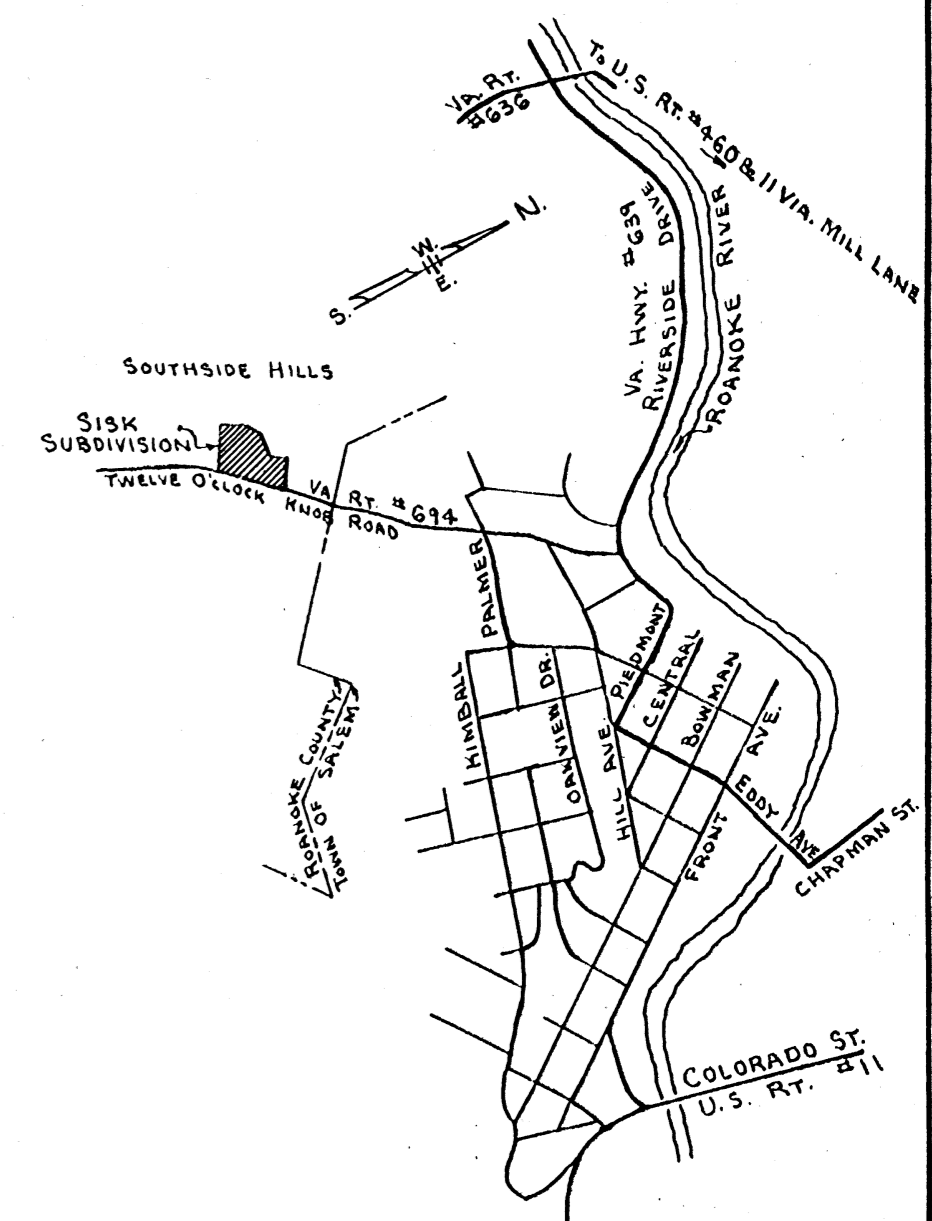 VA. RT.
#636
TO U.S. RT. #460 & 11 VIA. MILL LANE
N.
W.
E.
S.
VA. HWY. #639
RIVERSIDE DRIVE
ROANOKE RIVER
SOUTHSIDE HILLS
SISK
SUBDIVISION
TWELVE O'CLOCK KNOB ROAD
VA RT. #694
PALMER
KIMBALL
OAKVIEW DR.
HILL AVE.
PIEDMONT
CENTRAL
BOWMAN
FRONT AVE.
EDDY AVE
CHAPMAN ST.
ROANOKE COUNTY
TOWN OF SALEM
COLORADO ST.
U.S. RT. #11